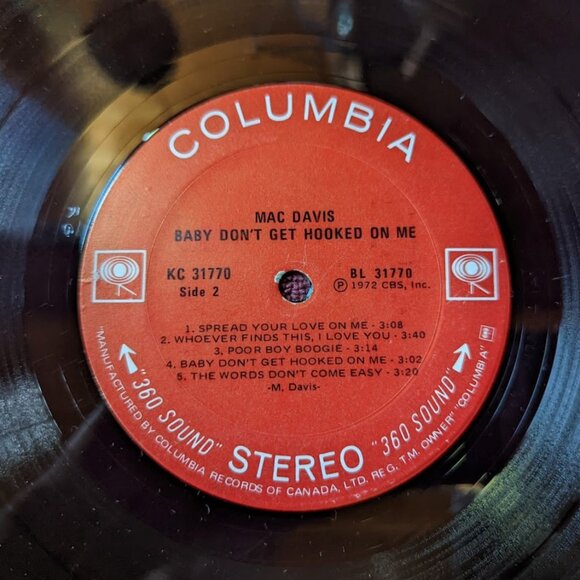 COLUMBIA
MAC DAVIS
BABY DON'T GET HOOKED ON ME
KC 31770
BL 31770
Side 2
Ⓟ 1972 CBS, Inc.
1. SPREAD YOUR LOVE ON ME - 3:08
2. WHOEVER FINDS THIS, I LOVE YOU - 3:40
3. POOR BOY BOOGIE - 3:14
4. BABY DON'T GET HOOKED ON ME - 3:02
5. THE WORDS DON'T COME EASY - 3:20
-M. Davis-
"360 SOUND" STEREO "360 SOUND"
"MANUFACTURED BY COLUMBIA RECORDS OF CANADA, LTD. REG. T.M. OWNER" "COLUMBIA"